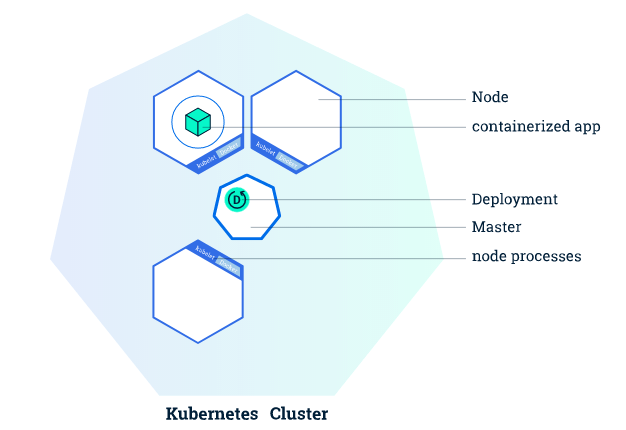 Node
containerized app
kubelet Docker
kubelet Docker
D
Deployment
Master
kubelet Docker
node processes
Kubernetes Cluster